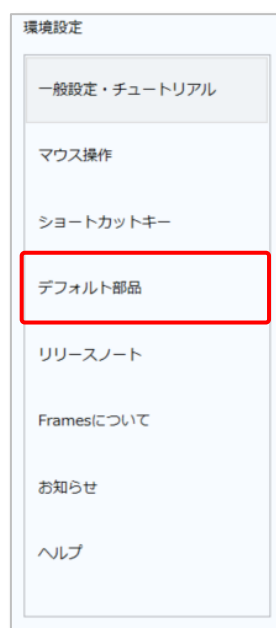 環境設定
一般設定・チュートリアル
マウス操作
ショートカットキー
デフォルト部品
リリースノート
Framesについて
お知らせ
ヘルプ